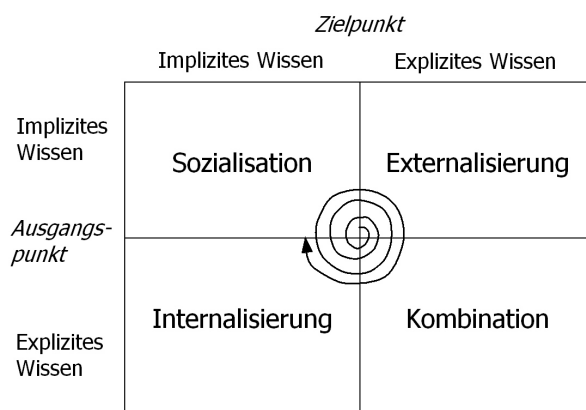 Zielpunkt
Implizites Wissen Explizites Wissen
Implizites
Wissen
Sozialisation Externalisierung
Ausgangs-
punkt
Internalisierung Kombination
Explizites
Wissen